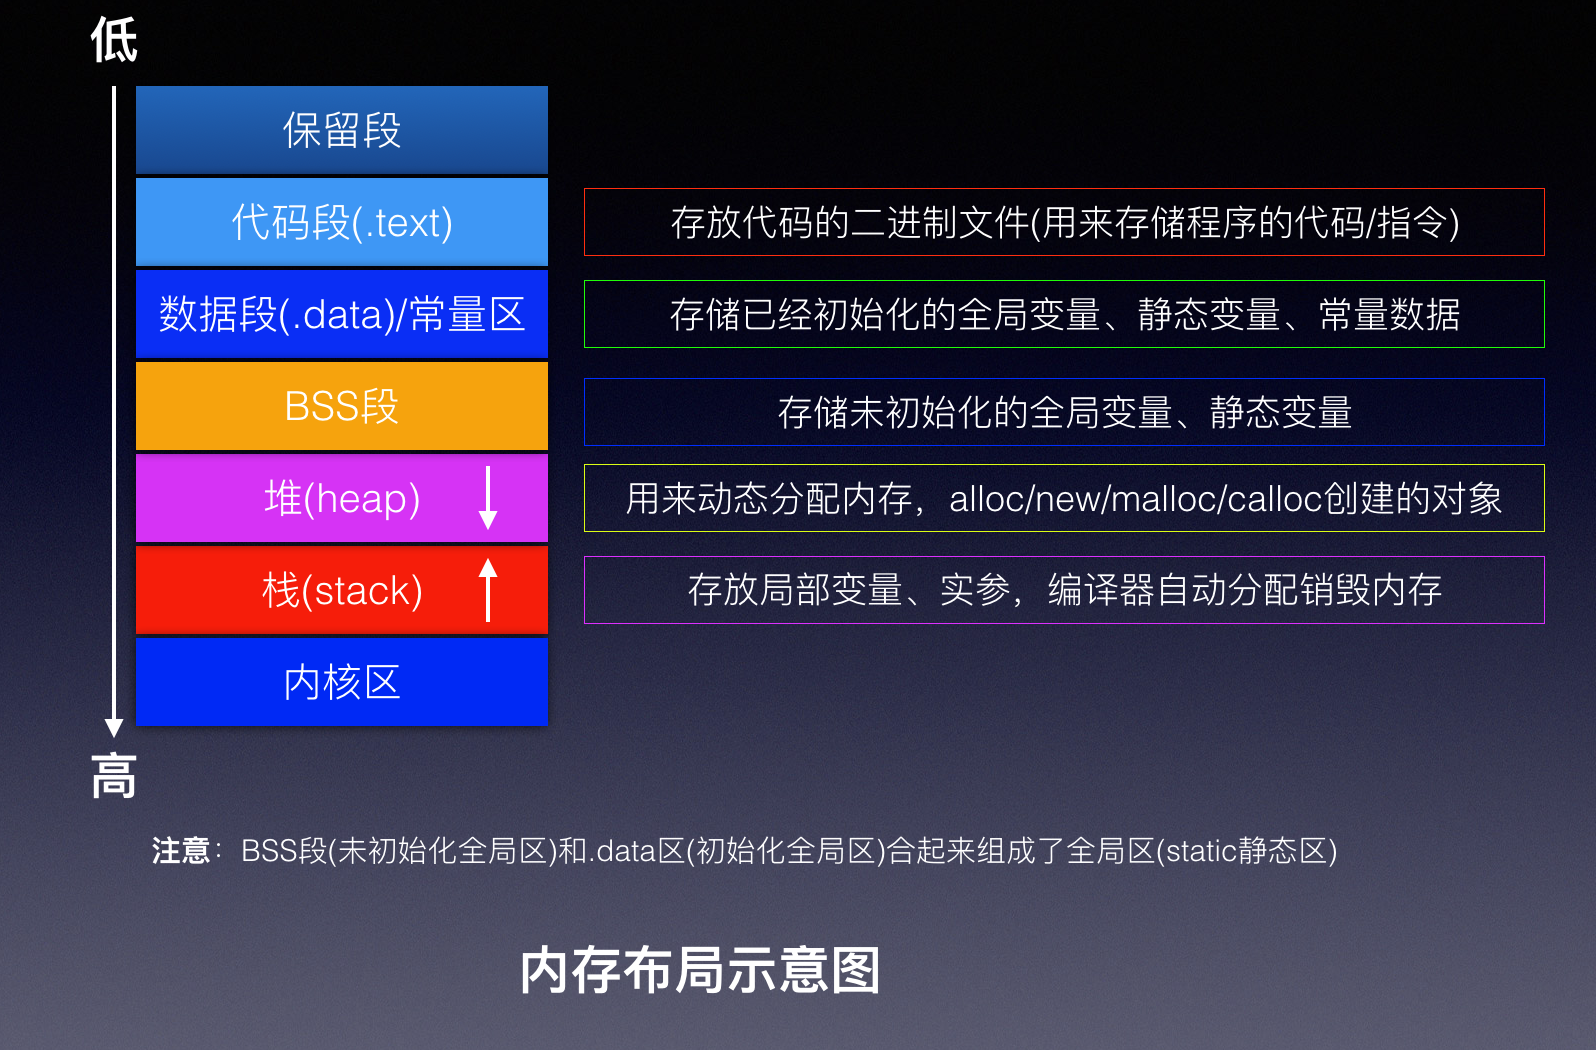 低
保留段
代码段(.text)
存放代码的二进制文件(用来存储程序的代码/指令)
数据段(.data)/常量区
存储已经初始化的全局变量、静态变量、常量数据
BSS段
存储未初始化的全局变量、静态变量
堆(heap)
用来动态分配内存，alloc/new/malloc/calloc创建的对象
栈(stack)
存放局部变量、实参，编译器自动分配销毁内存
内核区
高
注意：BSS段(未初始化全局区)和.data区(初始化全局区)合起来组成了全局区(static静态区)
内存布局示意图